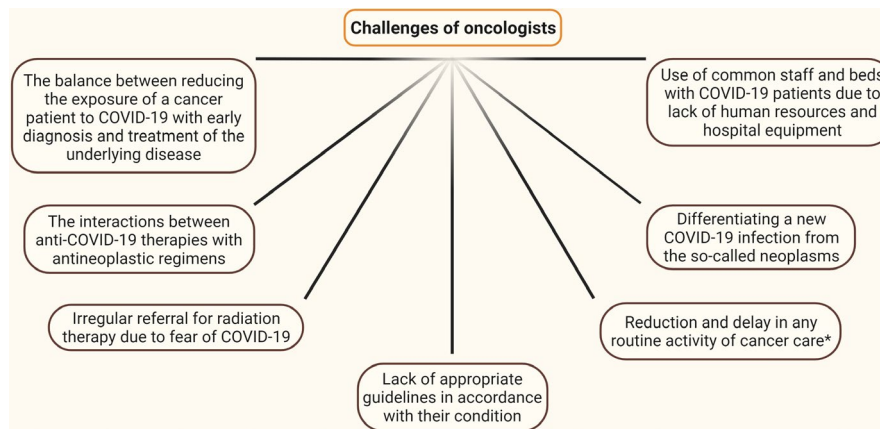 Challenges of oncologists
The balance between reducing
the exposure of a cancer
patient to COVID-19 with early
diagnosis and treatment of the
underlying disease
Use of common staff and beds
with COVID-19 patients due to
lack of human resources and
hospital equipment
The interactions between
anti-COVID-19 therapies with
antineoplastic regimens
Differentiating a new
COVID-19 infection from
the so-called neoplasms
Irregular referral for radiation
therapy due to fear of COVID-19
Reduction and delay in any
routine activity of cancer care*
Lack of appropriate
guidelines in accordance
with their condition